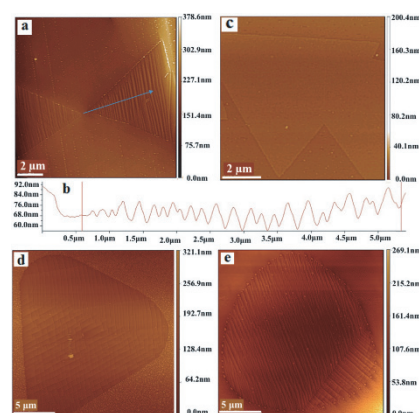 a
378.6nm
302.9nm
227.1nm
151.4nm
75.7nm
0.0nm
2 µm
c
200.4nm
160.3nm
120.2nm
80.2nm
40.1nm
0.0nm
2 µm
b
92.0nm
84.0nm
76.0nm
68.0nm
60.0nm
0.5µm 1.0µm 1.5µm 2.0µm 2.5µm 3.0µm 3.5µm 4.0µm 4.5µm 5.0µm
d
321.1nm
256.9nm
192.7nm
128.4nm
64.2nm
0.0nm
5 µm
e
269.1nm
215.2nm
161.4nm
107.6nm
53.8nm
0.0nm
5 µm